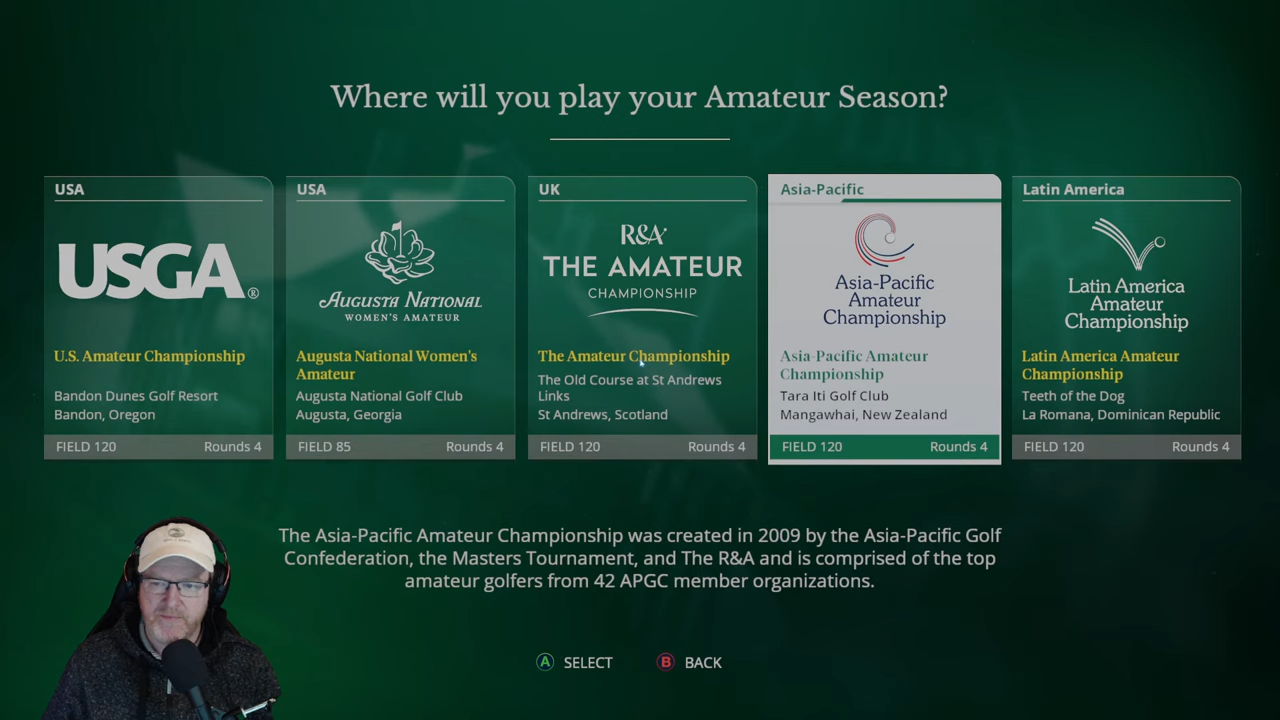 Where will you play your Amateur Season?
USA
USGA®
U.S. Amateur Championship
Bandon Dunes Golf Resort
Bandon, Oregon
FIELD 120 Rounds 4
USA
AUGUSTA NATIONAL
WOMEN'S AMATEUR
Augusta National Women's
Amateur
Augusta National Golf Club
Augusta, Georgia
FIELD 85 Rounds 4
UK
R&A
THE AMATEUR
CHAMPIONSHIP
The Amateur Championship
The Old Course at St Andrews
Links
St Andrews, Scotland
FIELD 120 Rounds 4
Asia-Pacific
Asia-Pacific
Amateur
Championship
Asia-Pacific Amateur
Championship
Tara Iti Golf Club
Mangawhai, New Zealand
FIELD 120 Rounds 4
Latin America
Latin America
Amateur
Championship
Latin America Amateur
Championship
Teeth of the Dog
La Romana, Dominican Republic
FIELD 120 Rounds 4
The Asia-Pacific Amateur Championship was created in 2009 by the Asia-Pacific Golf
Confederation, the Masters Tournament, and The R&A and is comprised of the top
amateur golfers from 42 APGC member organizations.
A SELECT B BACK